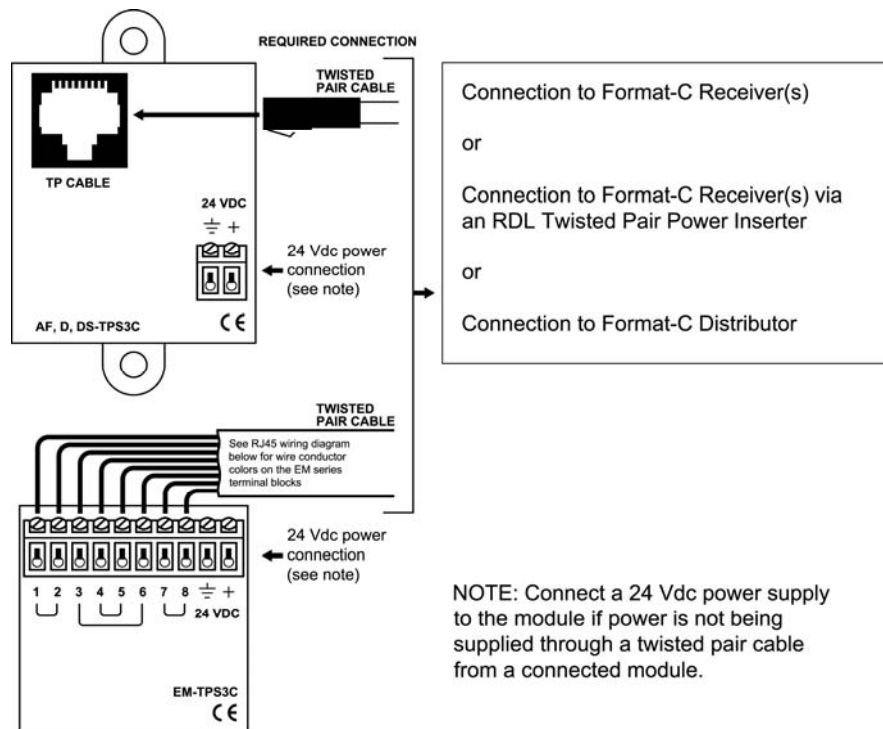 REQUIRED CONNECTION
TWISTED
PAIR CABLE
TP CABLE
24 VDC
+
24 Vdc power
connection
(see note)
AF, D, DS-TPS3C
CE
Connection to Format-C Receiver(s)
or
Connection to Format-C Receiver(s) via
an RDL Twisted Pair Power Inserter
or
Connection to Format-C Distributor
TWISTED
PAIR CABLE
See RJ45 wiring diagram
below for wire conductor
colors on the EM series
terminal blocks
24 Vdc power
connection
(see note)
1 2 3 4 5 6 7 8 +
24 VDC
EM-TPS3C
CE
NOTE: Connect a 24 Vdc power supply
to the module if power is not being
supplied through a twisted pair cable
from a connected module.